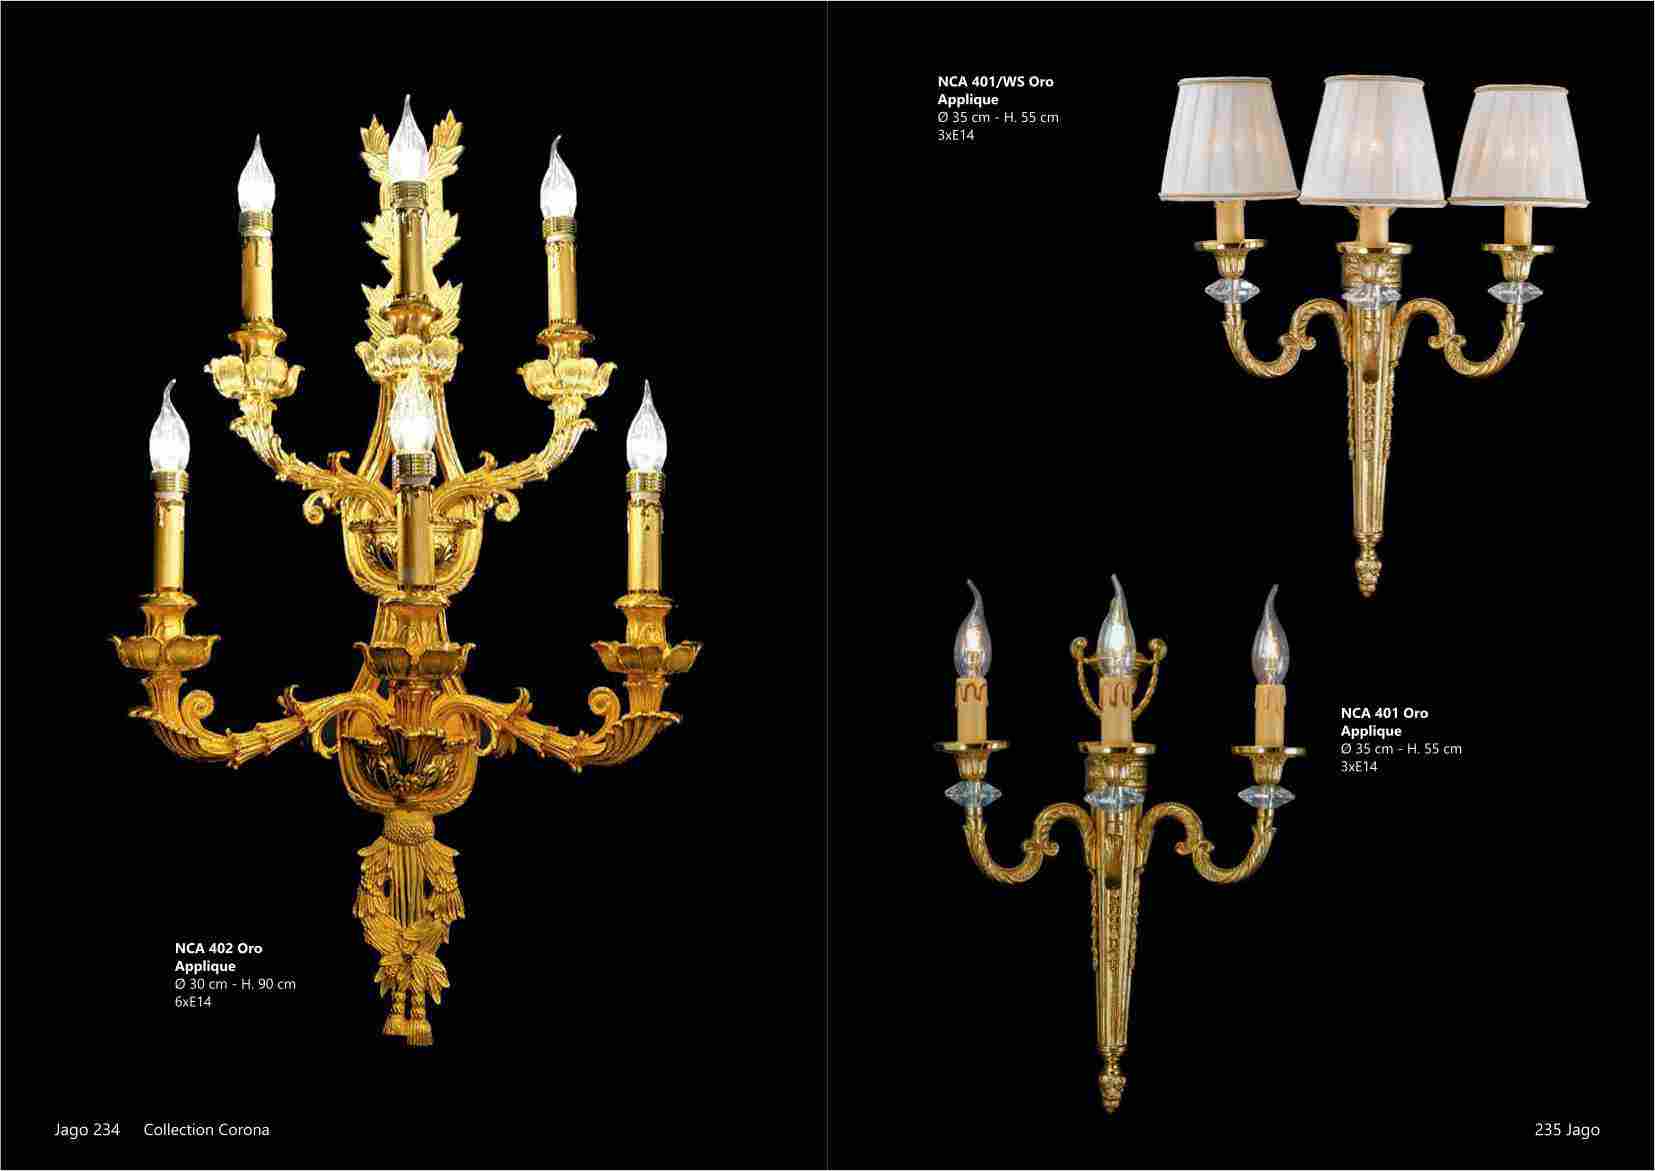 NCA 402 Oro
Applique
Ø 30 cm - H. 90 cm
6xE14
Jago 234 Collection Corona
NCA 401/WS Oro
Applique
Ø 35 cm - H. 55 cm
3xE14
NCA 401 Oro
Applique
Ø 35 cm - H. 55 cm
3xE14
235 Jago